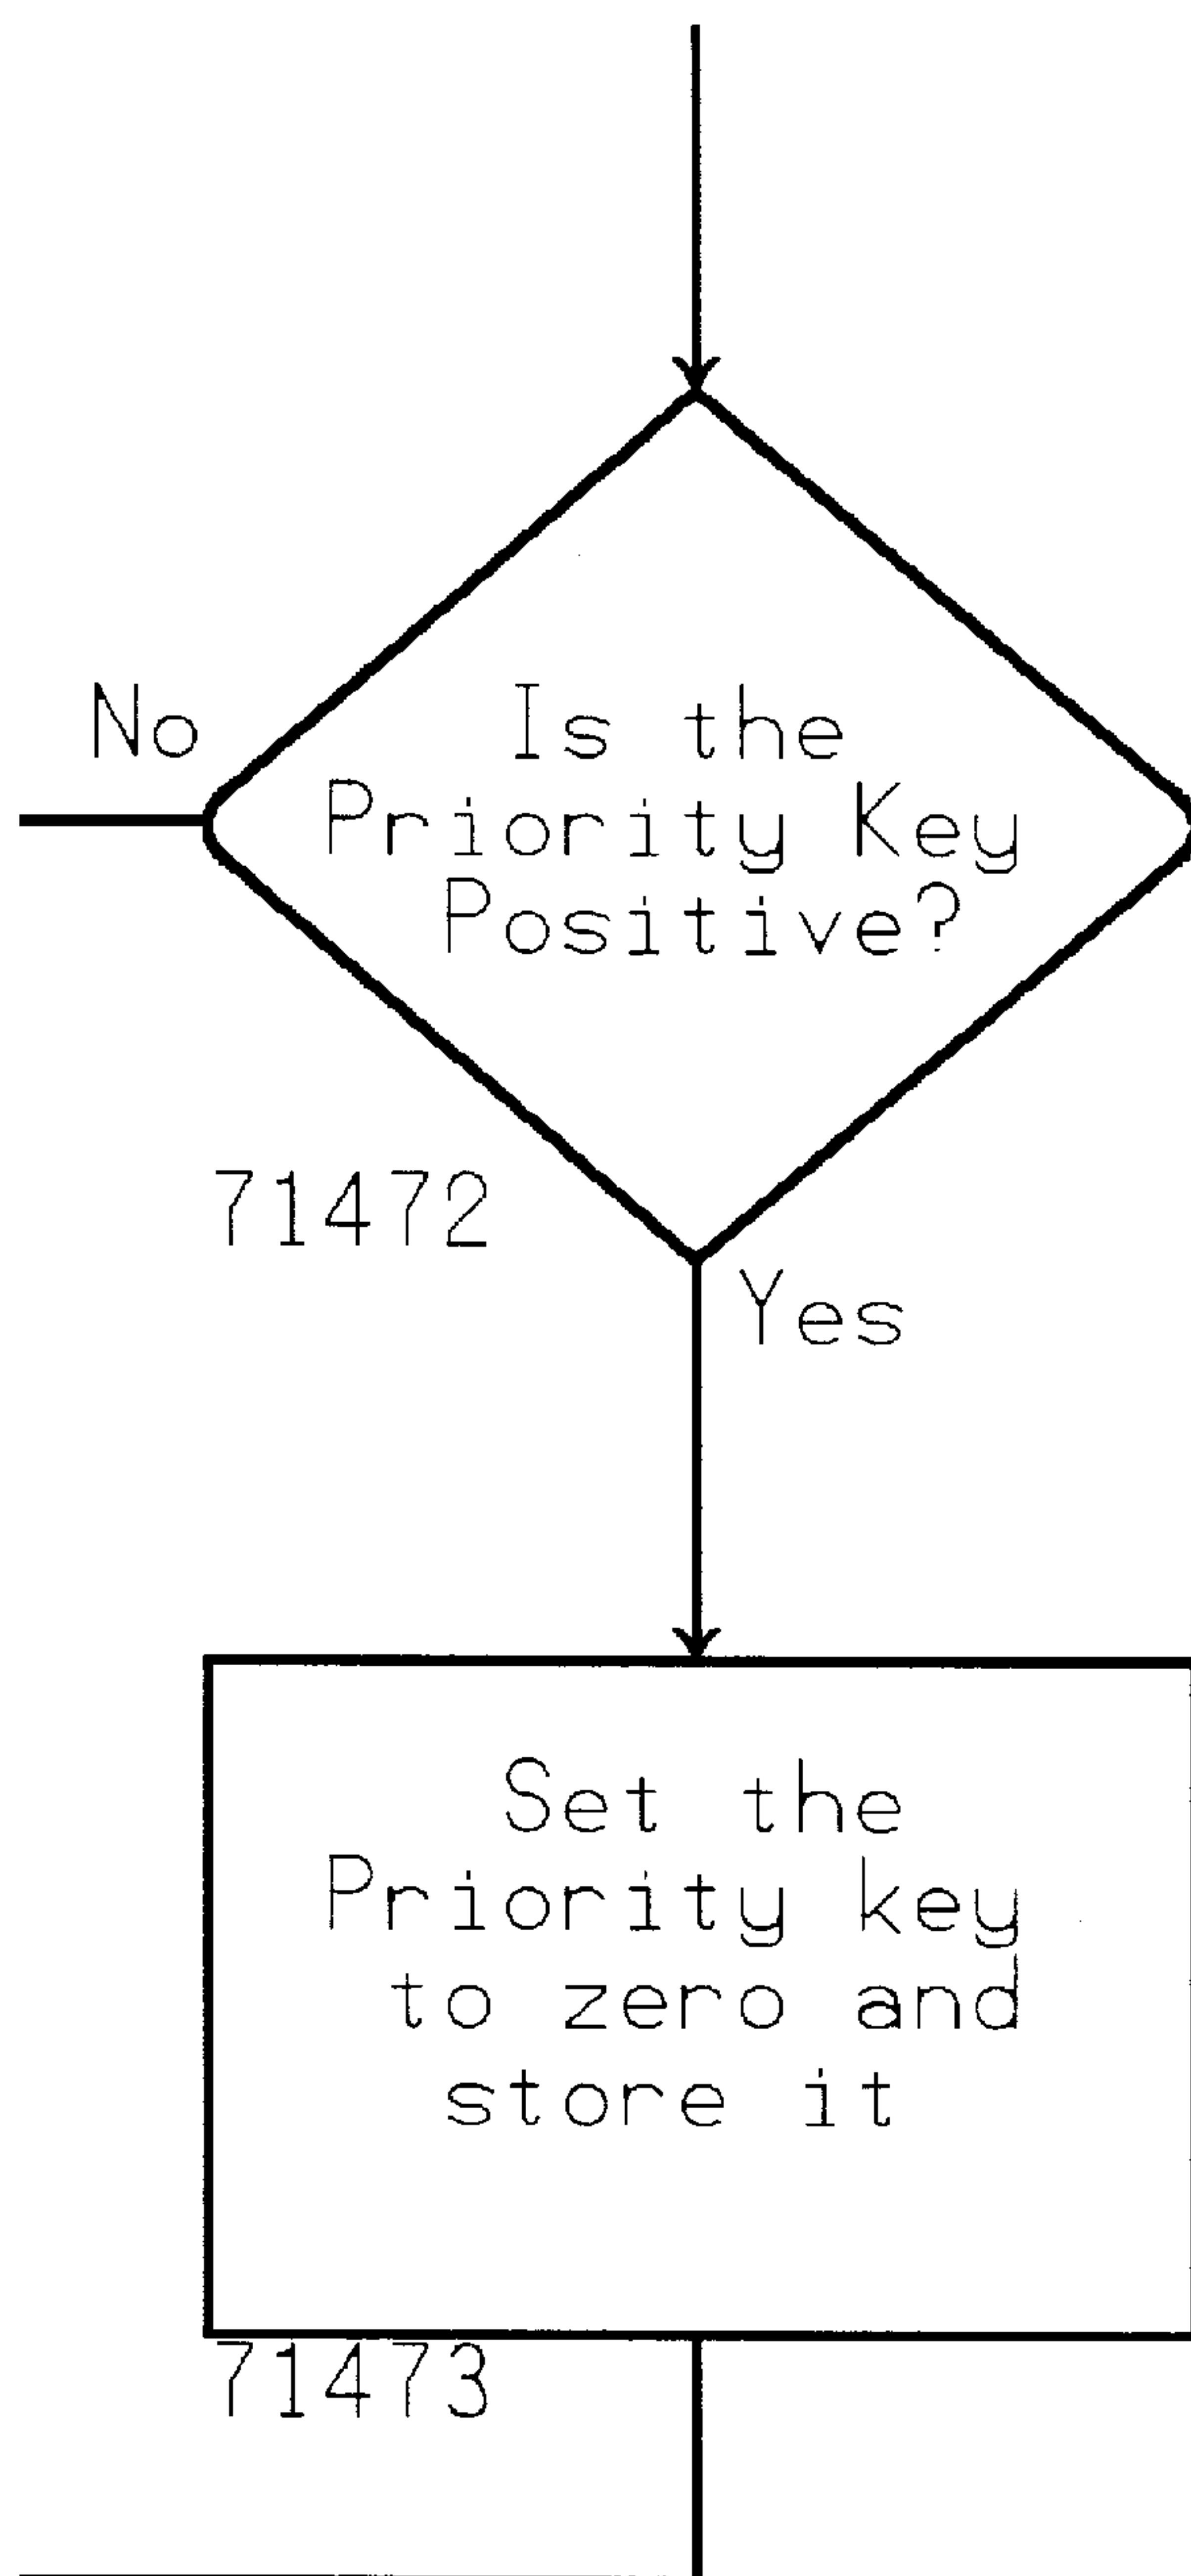 No
Is the
Priority Key
Positive?
71472
Yes
Set the
Priority key
to zero and
store it
71473